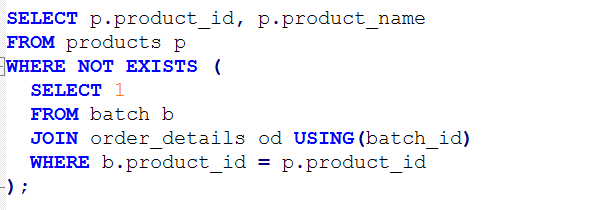 SELECT p.product_id, p.product_name
FROM products p
WHERE NOT EXISTS (
  SELECT 1
  FROM batch b
  JOIN order_details od USING(batch_id)
  WHERE b.product_id = p.product_id
);